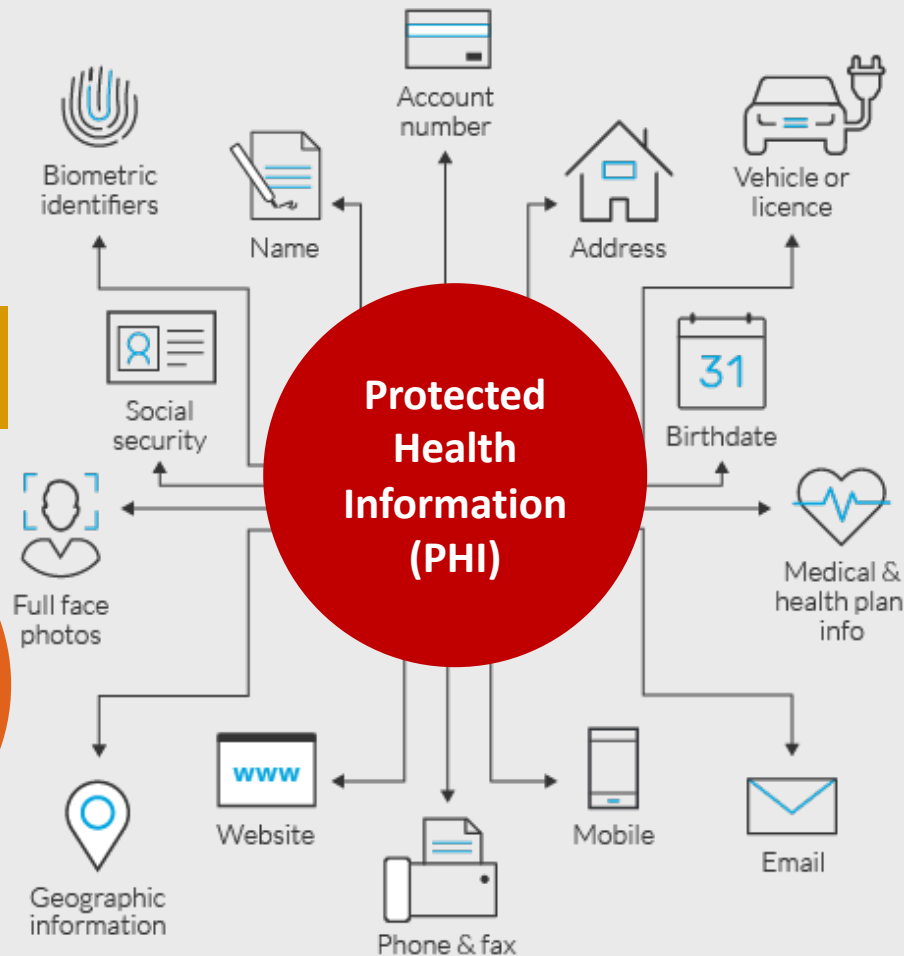 Account
number
Biometric
identifiers
Name
Address
Vehicle or
licence
Social
security
Protected
Health
Information
(PHI)
31
Birthdate
Full face
photos
Medical &
health plan
info
www
Website
Mobile
Email
Geographic
information
Phone & fax